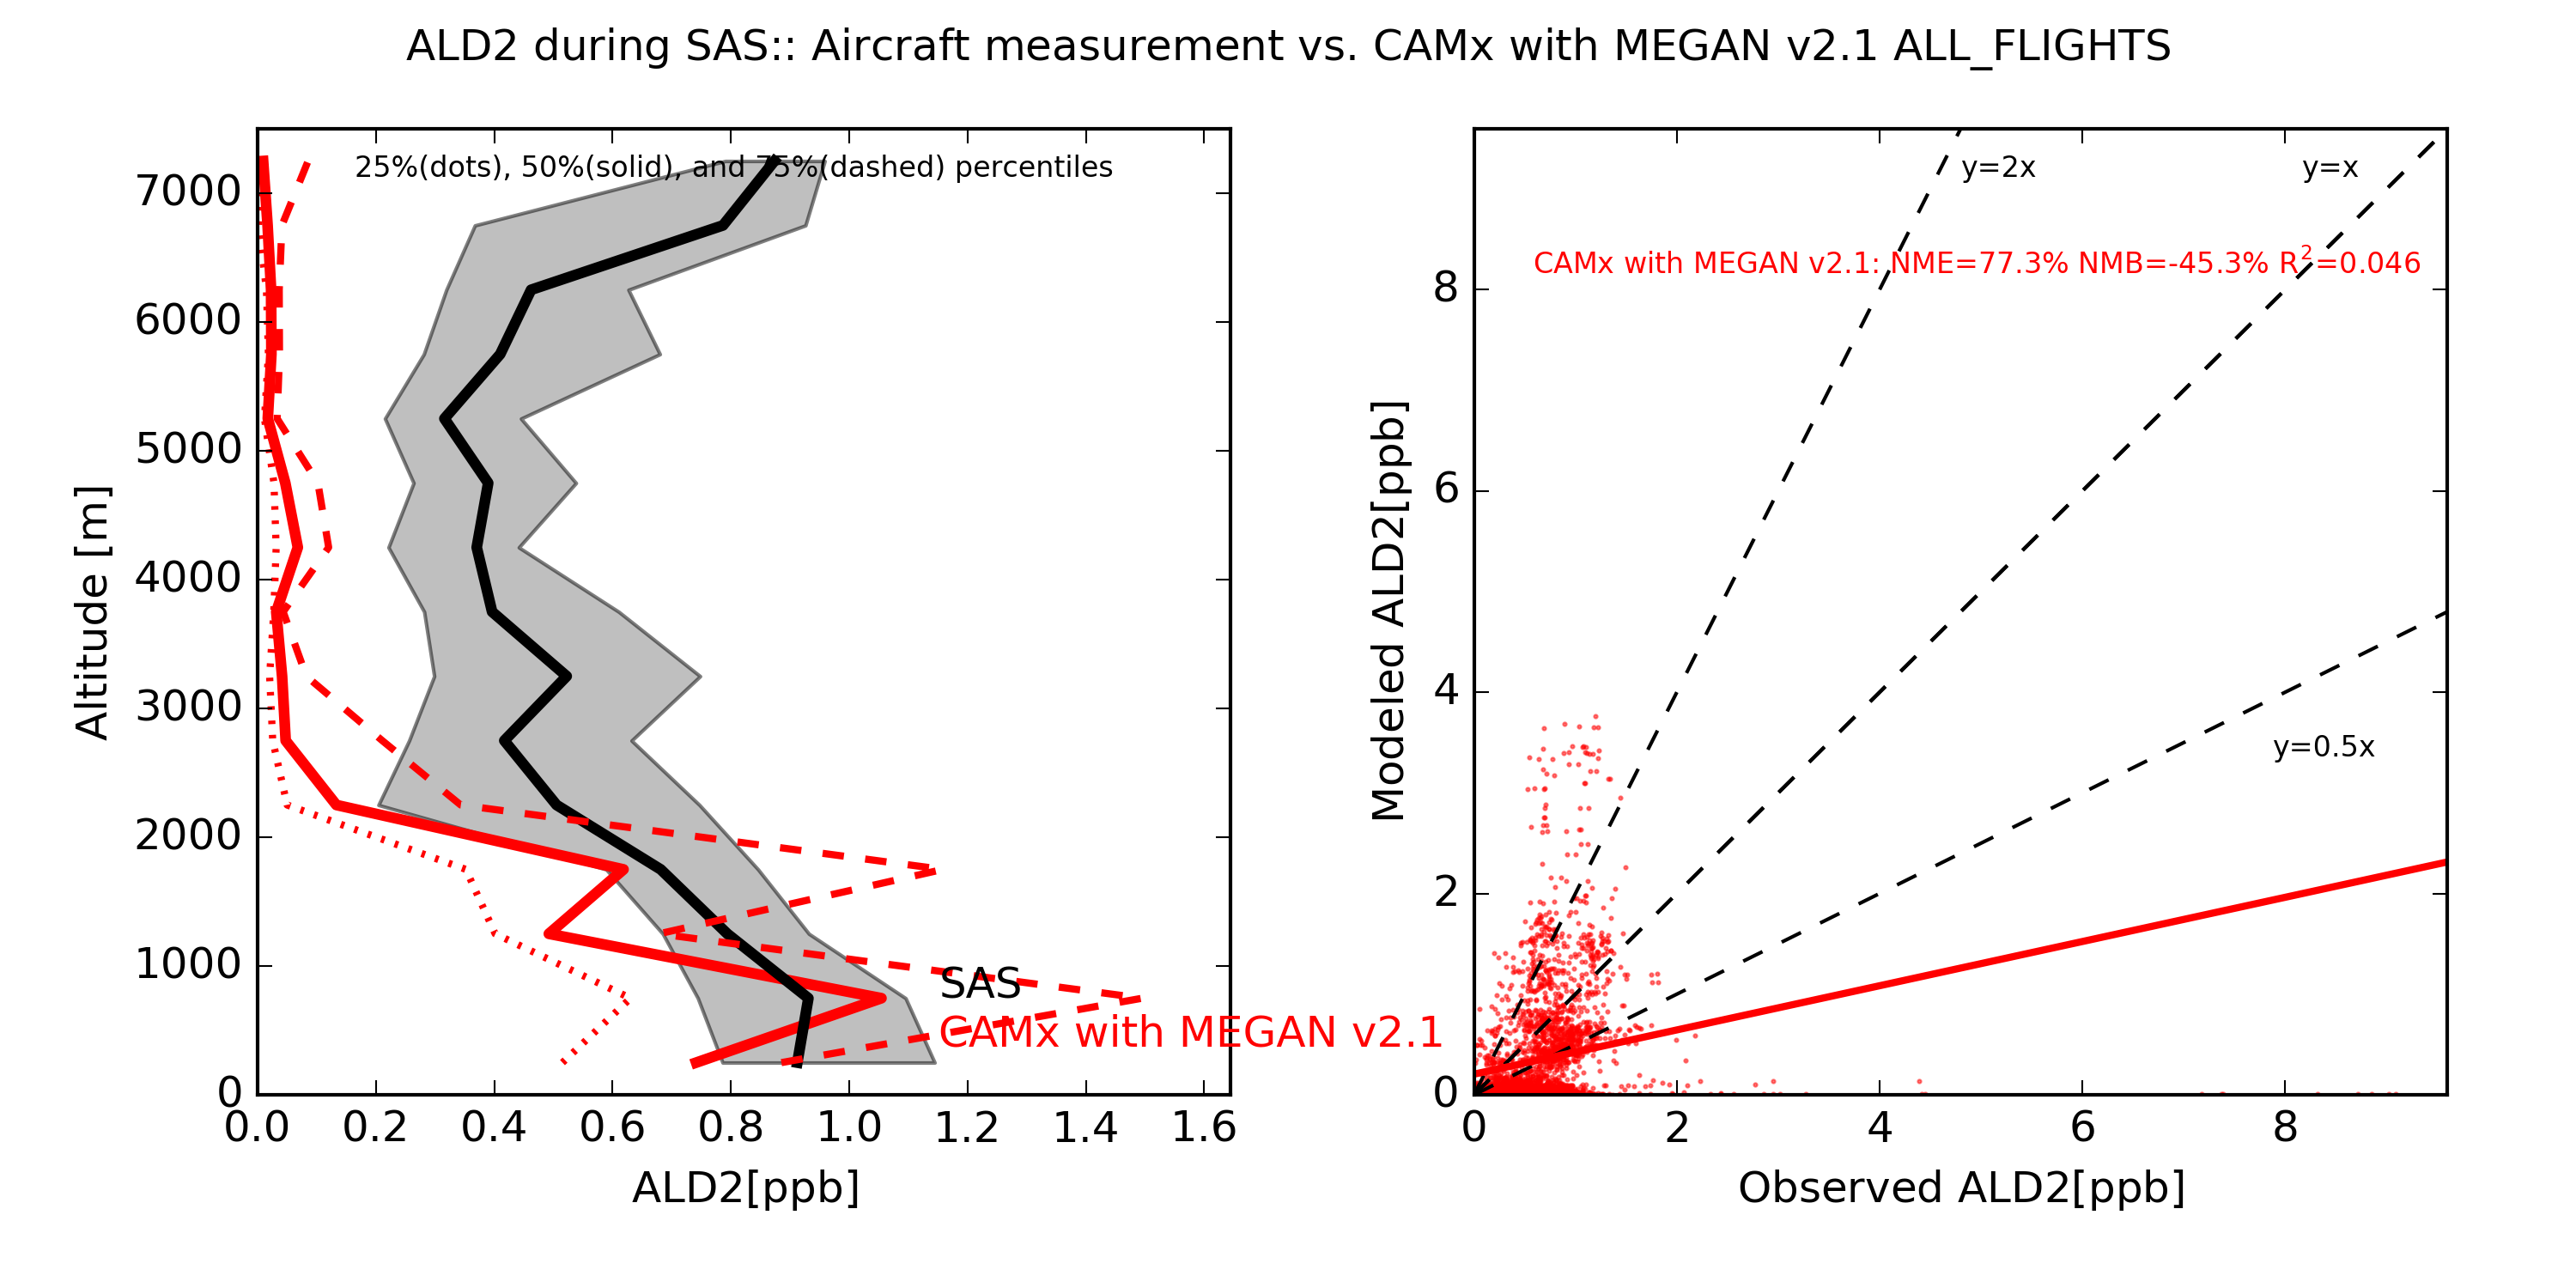 ALD2 during SAS:: Aircraft measurement vs. CAMx with MEGAN v2.1 ALL_FLIGHTS
25%(dots), 50%(solid), and 75%(dashed) percentiles
7000
6000
5000
4000
3000
2000
1000
0
Altitude [m]
SAS
CAMx with MEGAN v2.1
0.0 0.2 0.4 0.6 0.8 1.0 1.2 1.4 1.6
ALD2[ppb]
y=2x
y=x
CAMx with MEGAN v2.1: NME=77.3% NMB=-45.3% R²=0.046
y=0.5x
8
6
4
2
0
Modeled ALD2[ppb]
0 2 4 6 8
Observed ALD2[ppb]